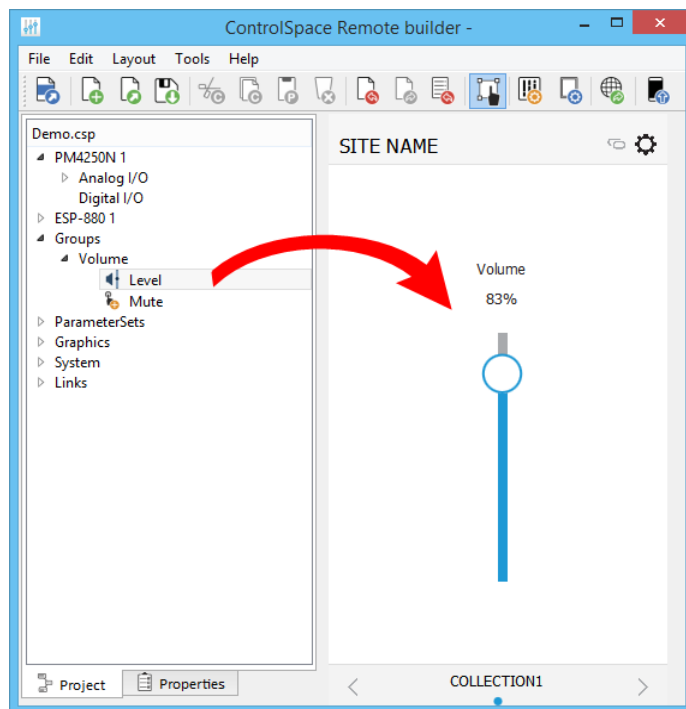 ControlSpace Remote builder -
File Edit Layout Tools Help
Demo.csp
PM4250N 1
Analog I/O
Digital I/O
ESP-880 1
Groups
Volume
Level
Mute
ParameterSets
Graphics
System
Links
Project Properties
SITE NAME
Volume
83%
COLLECTION1